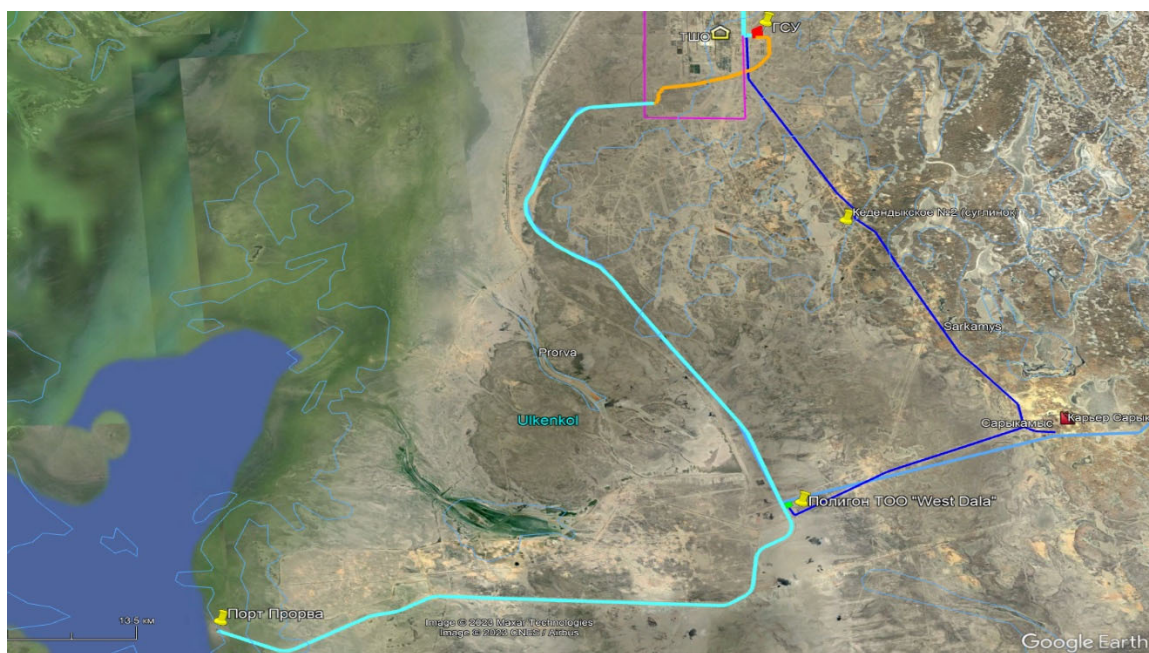 ГСУ
ТШО
Кедендыкское №2 (суглинок)
Sarkamys
Prorva
Ulkenkol
Карьер Сарык
Сарыкамыс
Полигон ТОО "West Dala"
Порт Прорва
13.5 км
Image © 2023 Maxar Technologies
Image © 2023 CNES / Airbus
Google Earth